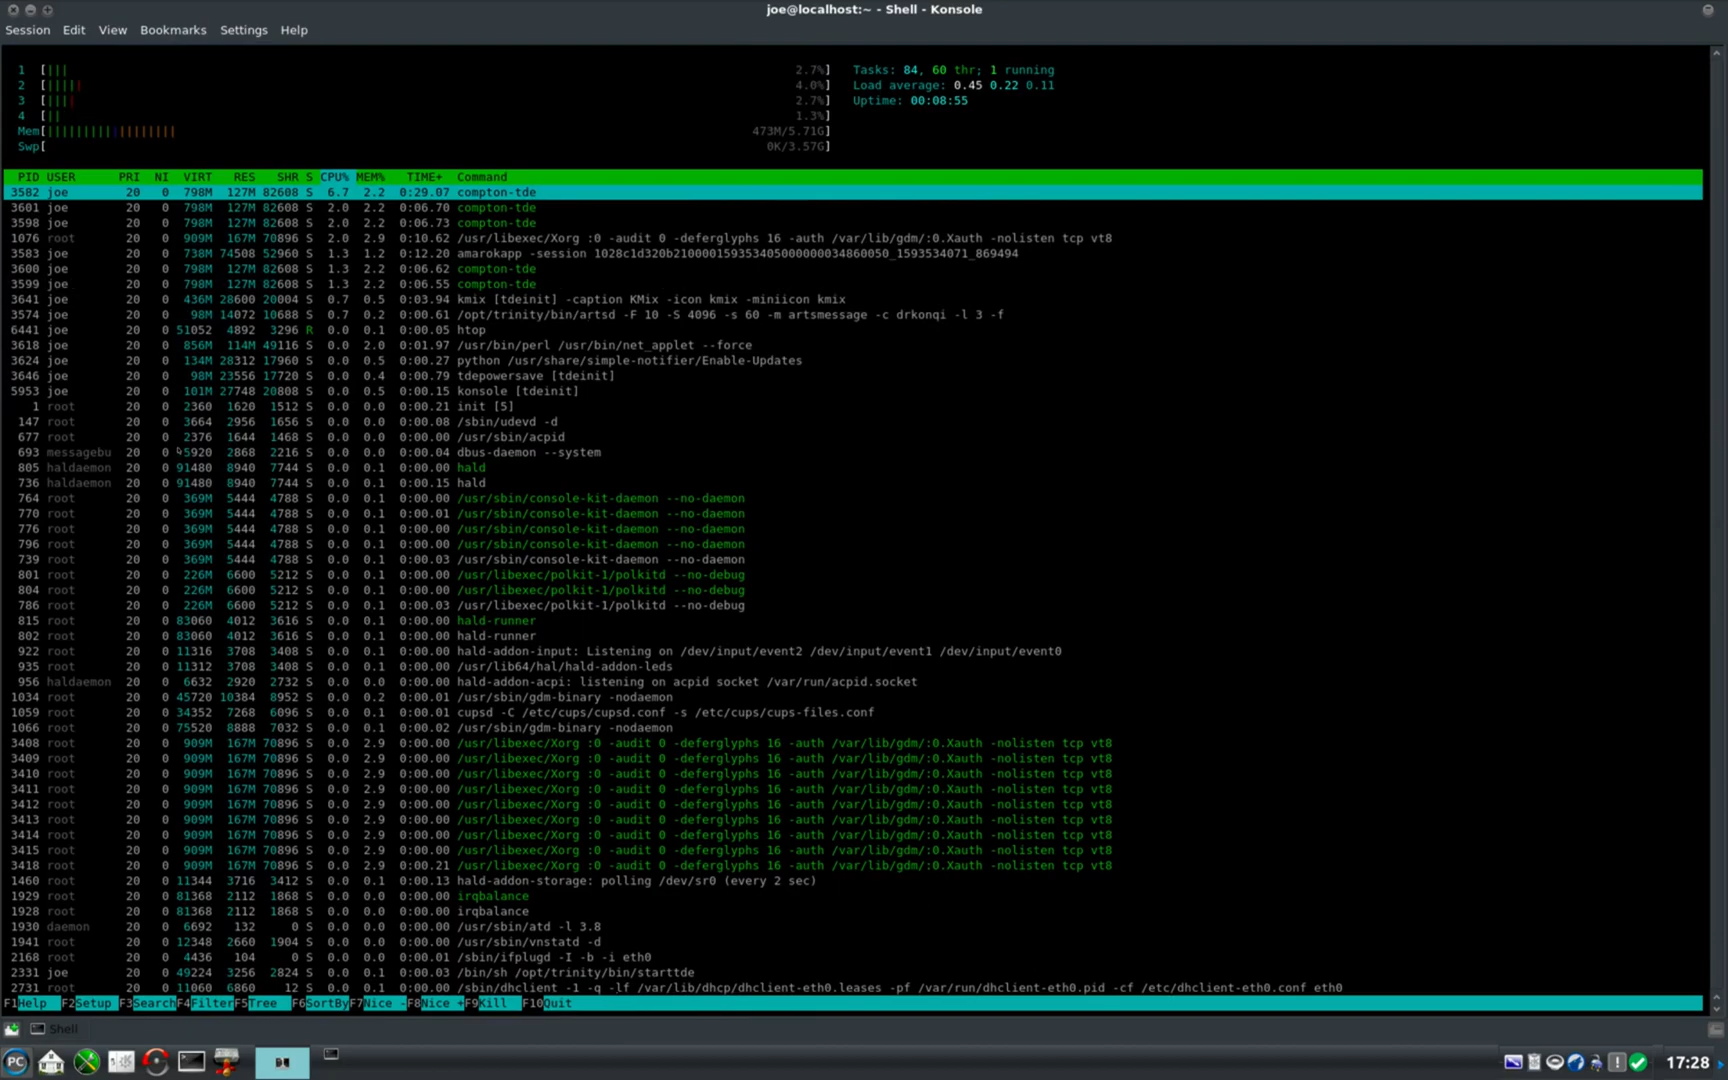 joe@localhost:~ - Shell - Konsole
Session Edit View Bookmarks Settings Help
1 [||| 2.7%] Tasks: 84, 60 thr; 1 running
2 [||||| 4.0%] Load average: 0.45 0.22 0.11
3 [|||| 2.7%] Uptime: 00:08:55
4 [|| 1.3%]
Mem[|||||||||||||||||| 473M/5.71G]
Swp[ 0K/3.57G]
PID USER PRI NI VIRT RES SHR S CPU% MEM% TIME+ Command
3582 joe 20 0 798M 127M 82608 S 6.7 2.2 0:29.07 compton-tde
3601 joe 20 0 798M 127M 82608 S 2.0 2.2 0:06.70 compton-tde
3598 joe 20 0 798M 127M 82608 S 2.0 2.2 0:06.73 compton-tde
1076 root 20 0 909M 167M 70896 S 2.0 2.9 0:10.62 /usr/libexec/Xorg :0 -audit 0 -deferglyphs 16 -auth /var/lib/gdm/:0.Xauth -nolisten tcp vt8
3583 joe 20 0 738M 74508 52960 S 1.3 1.2 0:12.20 amarokapp -session 1028c1d320b210000159353405000000034860050_1593534071_869494
3600 joe 20 0 798M 127M 82608 S 1.3 2.2 0:06.62 compton-tde
3599 joe 20 0 798M 127M 82608 S 1.3 2.2 0:06.55 compton-tde
3641 joe 20 0 436M 28600 20004 S 0.7 0.5 0:03.94 kmix [tdeinit] -caption KMix -icon kmix -miniicon kmix
3574 joe 20 0 98M 14072 10688 S 0.7 0.2 0:00.61 /opt/trinity/bin/artsd -F 10 -S 4096 -s 60 -m artsmessage -c drkonqi -l 3 -f
6441 joe 20 0 51052 4892 3296 R 0.0 0.1 0:00.05 htop
3618 joe 20 0 856M 114M 49116 S 0.0 2.0 0:01.97 /usr/bin/perl /usr/bin/net_applet --force
3624 joe 20 0 134M 28312 17960 S 0.0 0.5 0:00.27 python /usr/share/simple-notifier/Enable-Updates
3646 joe 20 0 98M 23556 17720 S 0.0 0.4 0:00.79 tdepowersave [tdeinit]
5953 joe 20 0 101M 27748 20808 S 0.0 0.5 0:00.15 konsole [tdeinit]
1 root 20 0 2360 1620 1512 S 0.0 0.0 0:00.21 init [5]
147 root 20 0 3664 2956 1656 S 0.0 0.0 0:00.08 /sbin/udevd -d
677 root 20 0 2376 1644 1468 S 0.0 0.0 0:00.00 /usr/sbin/acpid
693 messagebu 20 0 5920 2868 2216 S 0.0 0.0 0:00.04 dbus-daemon --system
805 haldaemon 20 0 91480 8940 7744 S 0.0 0.1 0:00.00 hald
736 haldaemon 20 0 91480 8940 7744 S 0.0 0.1 0:00.15 hald
764 root 20 0 369M 5444 4788 S 0.0 0.1 0:00.00 /usr/sbin/console-kit-daemon --no-daemon
770 root 20 0 369M 5444 4788 S 0.0 0.1 0:00.01 /usr/sbin/console-kit-daemon --no-daemon
776 root 20 0 369M 5444 4788 S 0.0 0.1 0:00.00 /usr/sbin/console-kit-daemon --no-daemon
796 root 20 0 369M 5444 4788 S 0.0 0.1 0:00.00 /usr/sbin/console-kit-daemon --no-daemon
739 root 20 0 369M 5444 4788 S 0.0 0.1 0:00.03 /usr/sbin/console-kit-daemon --no-daemon
801 root 20 0 226M 6600 5212 S 0.0 0.1 0:00.00 /usr/libexec/polkit-1/polkitd --no-debug
804 root 20 0 226M 6600 5212 S 0.0 0.1 0:00.00 /usr/libexec/polkit-1/polkitd --no-debug
786 root 20 0 226M 6600 5212 S 0.0 0.1 0:00.03 /usr/libexec/polkit-1/polkitd --no-debug
815 root 20 0 83060 4012 3616 S 0.0 0.1 0:00.00 hald-runner
802 root 20 0 83060 4012 3616 S 0.0 0.1 0:00.00 hald-runner
922 root 20 0 11316 3708 3408 S 0.0 0.1 0:00.00 hald-addon-input: Listening on /dev/input/event2 /dev/input/event1 /dev/input/event0
935 root 20 0 11312 3708 3408 S 0.0 0.1 0:00.00 /usr/lib64/hal/hald-addon-leds
956 haldaemon 20 0 6632 2920 2732 S 0.0 0.1 0:00.00 hald-addon-acpi: listening on acpid socket /var/run/acpid.socket
1034 root 20 0 45720 10384 8952 S 0.0 0.2 0:00.01 /usr/sbin/gdm-binary -nodaemon
1059 root 20 0 34352 7268 6096 S 0.0 0.1 0:00.01 cupsd -C /etc/cups/cupsd.conf -s /etc/cups/cups-files.conf
1066 root 20 0 75520 8888 7032 S 0.0 0.1 0:00.02 /usr/sbin/gdm-binary -nodaemon
3408 root 20 0 909M 167M 70896 S 0.0 2.9 0:00.00 /usr/libexec/Xorg :0 -audit 0 -deferglyphs 16 -auth /var/lib/gdm/:0.Xauth -nolisten tcp vt8
3409 root 20 0 909M 167M 70896 S 0.0 2.9 0:00.00 /usr/libexec/Xorg :0 -audit 0 -deferglyphs 16 -auth /var/lib/gdm/:0.Xauth -nolisten tcp vt8
3410 root 20 0 909M 167M 70896 S 0.0 2.9 0:00.00 /usr/libexec/Xorg :0 -audit 0 -deferglyphs 16 -auth /var/lib/gdm/:0.Xauth -nolisten tcp vt8
3411 root 20 0 909M 167M 70896 S 0.0 2.9 0:00.00 /usr/libexec/Xorg :0 -audit 0 -deferglyphs 16 -auth /var/lib/gdm/:0.Xauth -nolisten tcp vt8
3412 root 20 0 909M 167M 70896 S 0.0 2.9 0:00.00 /usr/libexec/Xorg :0 -audit 0 -deferglyphs 16 -auth /var/lib/gdm/:0.Xauth -nolisten tcp vt8
3413 root 20 0 909M 167M 70896 S 0.0 2.9 0:00.00 /usr/libexec/Xorg :0 -audit 0 -deferglyphs 16 -auth /var/lib/gdm/:0.Xauth -nolisten tcp vt8
3414 root 20 0 909M 167M 70896 S 0.0 2.9 0:00.00 /usr/libexec/Xorg :0 -audit 0 -deferglyphs 16 -auth /var/lib/gdm/:0.Xauth -nolisten tcp vt8
3415 root 20 0 909M 167M 70896 S 0.0 2.9 0:00.00 /usr/libexec/Xorg :0 -audit 0 -deferglyphs 16 -auth /var/lib/gdm/:0.Xauth -nolisten tcp vt8
3418 root 20 0 909M 167M 70896 S 0.0 2.9 0:00.21 /usr/libexec/Xorg :0 -audit 0 -deferglyphs 16 -auth /var/lib/gdm/:0.Xauth -nolisten tcp vt8
1460 root 20 0 11344 3716 3412 S 0.0 0.1 0:00.13 hald-addon-storage: polling /dev/sr0 (every 2 sec)
1929 root 20 0 81368 2112 1868 S 0.0 0.0 0:00.00 irqbalance
1928 root 20 0 81368 2112 1868 S 0.0 0.0 0:00.00 irqbalance
1930 daemon 20 0 6692 132 0 S 0.0 0.0 0:00.00 /usr/sbin/atd -l 3.8
1941 root 20 0 12348 2660 1904 S 0.0 0.0 0:00.00 /usr/sbin/vnstatd -d
2168 root 20 0 4436 104 0 S 0.0 0.0 0:00.01 /sbin/ifplugd -I -b -i eth0
2331 joe 20 0 49224 3256 2824 S 0.0 0.1 0:00.03 /bin/sh /opt/trinity/bin/starttde
2731 root 20 0 11060 6860 12 S 0.0 0.1 0:00.00 /sbin/dhclient -1 -q -lf /var/lib/dhcp/dhclient-eth0.leases -pf /var/run/dhclient-eth0.pid -cf /etc/dhclient-eth0.conf eth0
F1Help F2Setup F3SearchF4FilterF5Tree F6SortByF7Nice -F8Nice +F9Kill F10Quit
Shell
PC 17:28